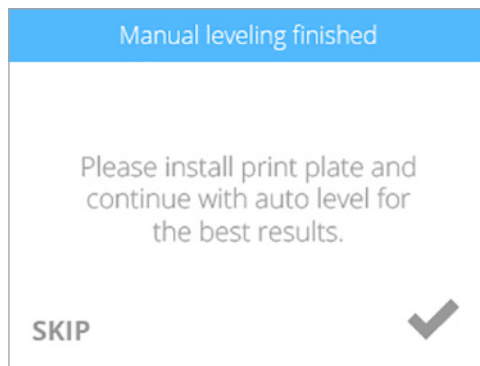 Manual leveling finished
Please install print plate and
continue with auto level for
the best results.
SKIP